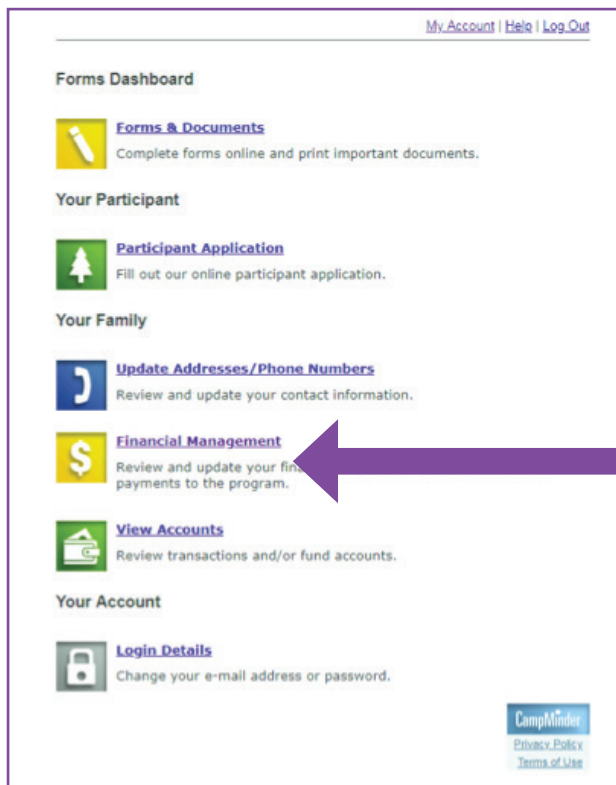 My Account | Help | Log Out
Forms Dashboard
Forms & Documents
Complete forms online and print important documents.
Your Participant
Participant Application
Fill out our online participant application.
Your Family
Update Addresses/Phone Numbers
Review and update your contact information.
$
Financial Management
Review and update your
payments to the program.
View Accounts
Review transactions and/or fund accounts.
Your Account
Login Details
Change your e-mail address or password.
CampMinder
Privacy Policy
Terms of Use